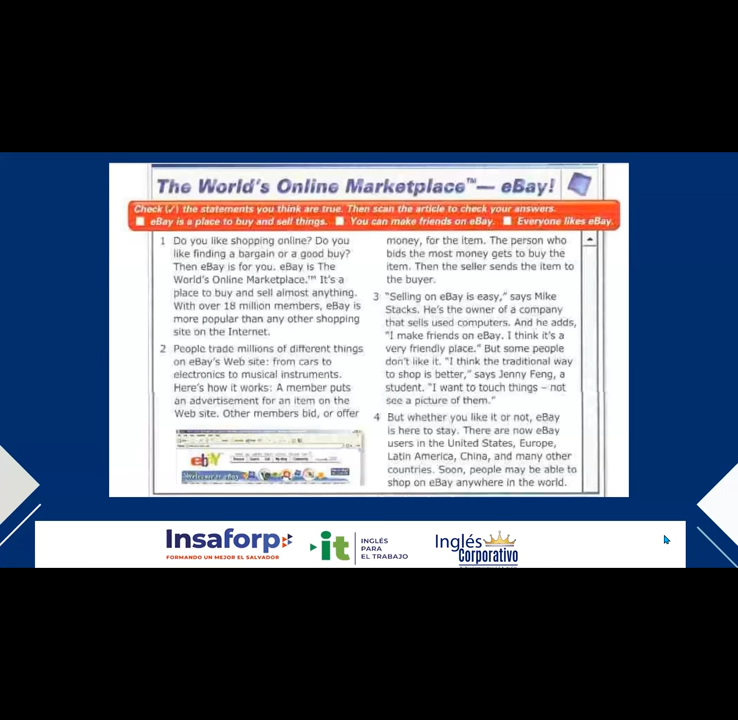 The World's Online Marketplace™— eBay!
Check (✓) the statements you think are true. Then scan the article to check your answers.
eBay is a place to buy and sell things. You can make friends on eBay. Everyone likes eBay.
1 Do you like shopping online? Do you
like finding a bargain or a good buy?
Then eBay is for you. eBay is The
World's Online Marketplace.™ It's a
place to buy and sell almost anything.
With over 18 million members, eBay is
more popular than any other shopping
site on the Internet.
2 People trade millions of different things
on eBay's Web site: from cars to
electronics to musical instruments.
Here's how it works: A member puts
an advertisement for an item on the
Web site. Other members bid, or offer
money, for the item. The person who
bids the most money gets to buy the
item. Then the seller sends the item to
the buyer.
3 "Selling on eBay is easy," says Mike
Stacks. He's the owner of a company
that sells used computers. And he adds,
"I make friends on eBay. I think it's a
very friendly place." But some people
don't like it. "I think the traditional way
to shop is better," says Jenny Feng, a
student. "I want to touch things – not
see a picture of them."
4 But whether you like it or not, eBay
is here to stay. There are now eBay
users in the United States, Europe,
Latin America, China, and many other
countries. Soon, people may be able to
shop on eBay anywhere in the world.
ebY
Welcome to eBay
Insaforp
FORMANDO UN MEJOR EL SALVADOR
it
INGLÉS
PARA
EL TRABAJO
Inglés
Corporativo